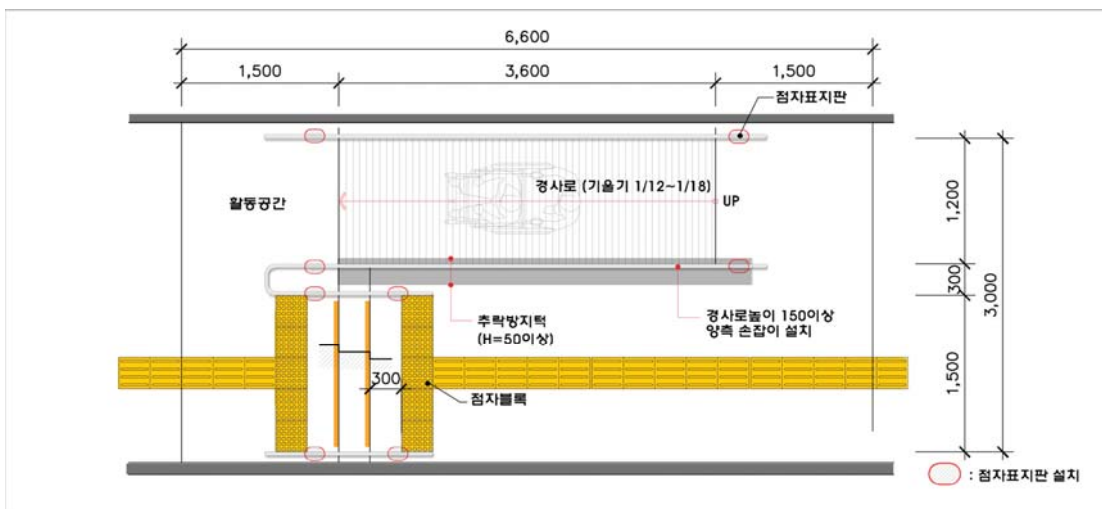 6,600
1,500
3,600
1,500
점자표지판
경사로 (기울기 1/12~1/18)
활동공간
UP
1,200
300
3,000
추락방지턱
(H=50이상)
경사로높이 150이상
양측 손잡이 설치
300
1,500
점자블록
: 점자표지판 설치